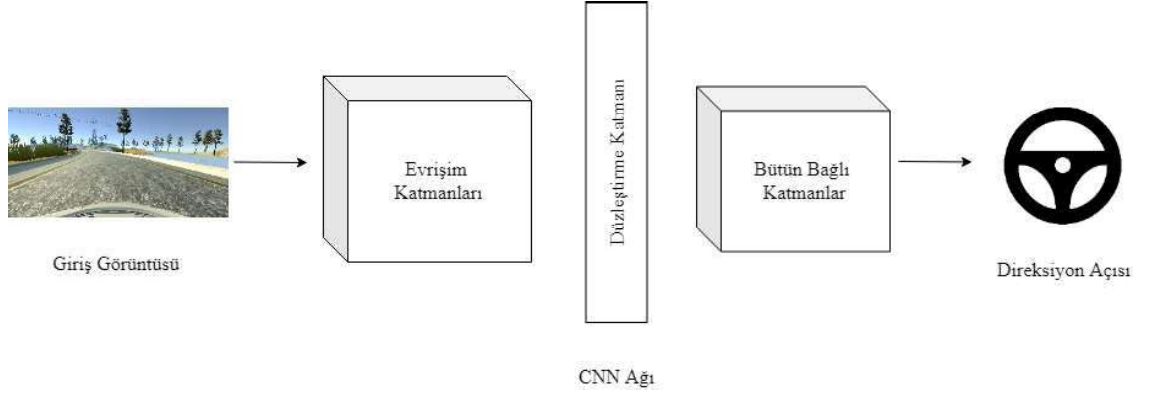 Evrişim
Katmanları
Düzleştirme Katmanı
Bütün Bağlı
Katmanlar
Giriş Görüntüsü
Direksiyon Açısı
CNN Ağı